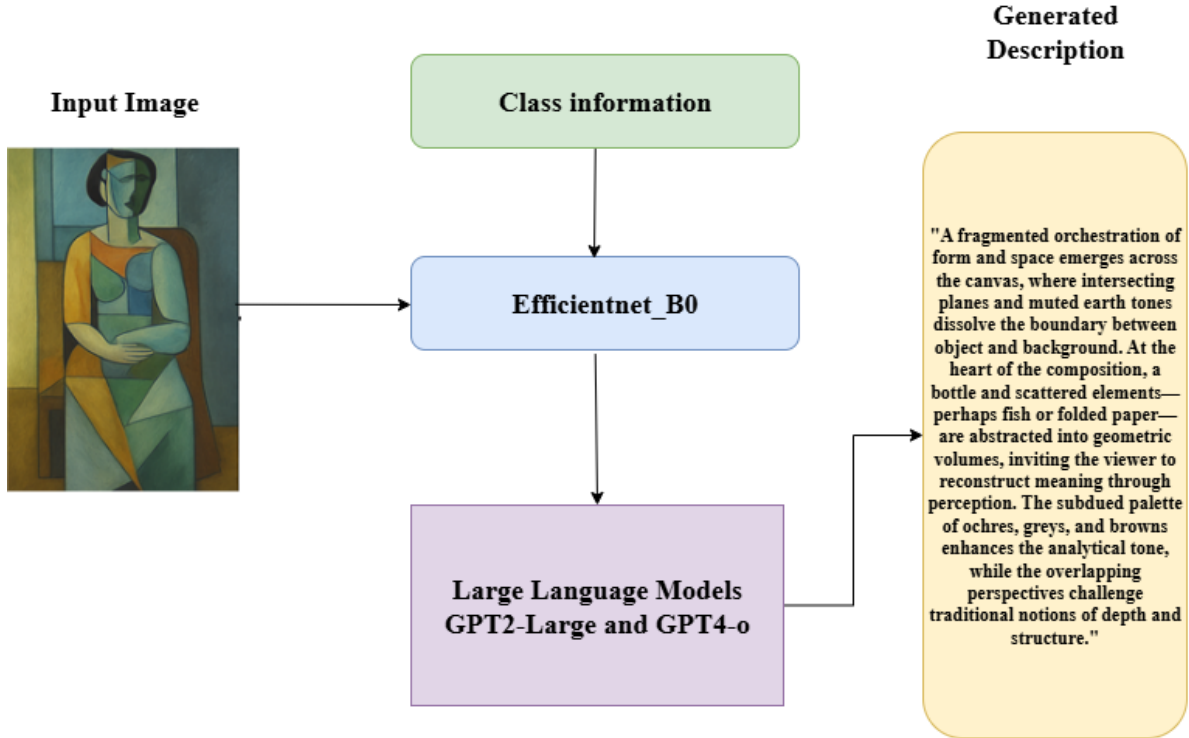 Generated
Description
Class information
Input Image
Efficientnet_B0
Large Language Models
GPT2-Large and GPT4-o
"A fragmented orchestration of
form and space emerges across
the canvas, where intersecting
planes and muted earth tones
dissolve the boundary between
object and background. At the
heart of the composition, a
bottle and scattered elements—
perhaps fish or folded paper—
are abstracted into geometric
volumes, inviting the viewer to
reconstruct meaning through
perception. The subdued palette
of ochres, greys, and browns
enhances the analytical tone,
while the overlapping
perspectives challenge
traditional notions of depth and
structure."